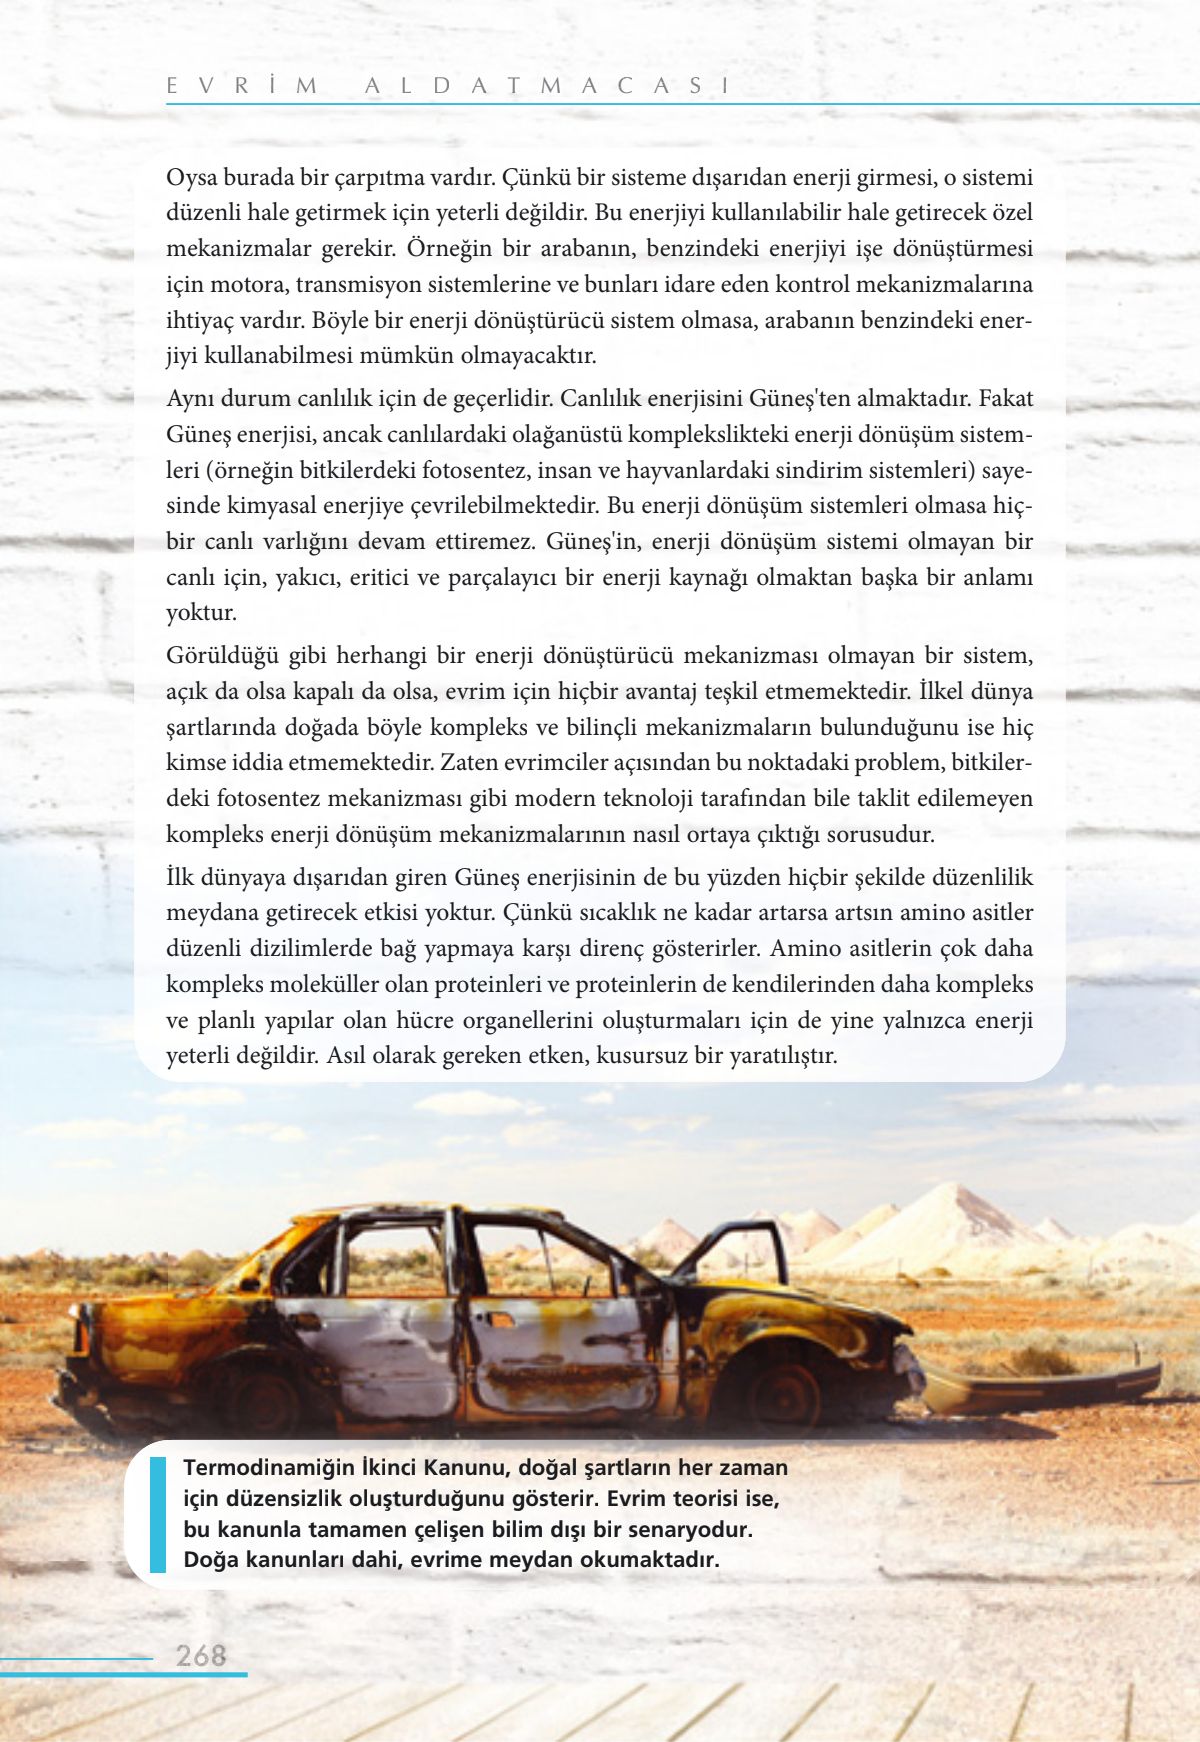 EVRİM ALDATMACASI
Oysa burada bir çarpıtma vardır. Çünkü bir sisteme dışarıdan enerji girmesi, o sistemi
düzenli hale getirmek için yeterli değildir. Bu enerjiyi kullanılabilir hale getirecek özel
mekanizmalar gerekir. Örneğin bir arabanın, benzindeki enerjiyi işe dönüştürmesi
için motora, transmisyon sistemlerine ve bunları idare eden kontrol mekanizmalarına
ihtiyaç vardır. Böyle bir enerji dönüştürücü sistem olmasa, arabanın benzindeki ener-
jiyi kullanabilmesi mümkün olmayacaktır.
Aynı durum canlılık için de geçerlidir. Canlılık enerjisini Güneş'ten almaktadır. Fakat
Güneş enerjisi, ancak canlılardaki olağanüstü komplekslikteki enerji dönüşüm sistem-
leri (örneğin bitkilerdeki fotosentez, insan ve hayvanlardaki sindirim sistemleri) saye-
sinde kimyasal enerjiye çevrilebilmektedir. Bu enerji dönüşüm sistemleri olmasa hiç-
bir canlı varlığını devam ettiremez. Güneş'in, enerji dönüşüm sistemi olmayan bir
canlı için, yakıcı, eritici ve parçalayıcı bir enerji kaynağı olmaktan başka bir anlamı
yoktur.
Görüldüğü gibi herhangi bir enerji dönüştürücü mekanizması olmayan bir sistem,
açık da olsa kapalı da olsa, evrim için hiçbir avantaj teşkil etmemektedir. İlkel dünya
şartlarında doğada böyle kompleks ve bilinçli mekanizmaların bulunduğunu ise hiç
kimse iddia etmemektedir. Zaten evrimciler açısından bu noktadaki problem, bitkiler-
deki fotosentez mekanizması gibi modern teknoloji tarafından bile taklit edilemeyen
kompleks enerji dönüşüm mekanizmalarının nasıl ortaya çıktığı sorusudur.
İlk dünyaya dışarıdan giren Güneş enerjisinin de bu yüzden hiçbir şekilde düzenlilik
meydana getirecek etkisi yoktur. Çünkü sıcaklık ne kadar artarsa artsın amino asitler
düzenli dizilimlerde bağ yapmaya karşı direnç gösterirler. Amino asitlerin çok daha
kompleks moleküller olan proteinleri ve proteinlerin de kendilerinden daha kompleks
ve planlı yapılar olan hücre organellerini oluşturmaları için de yine yalnızca enerji
yeterli değildir. Asıl olarak gereken etken, kusursuz bir yaratılıştır.
Termodinamiğin İkinci Kanunu, doğal şartların her zaman
için düzensizlik oluşturduğunu gösterir. Evrim teorisi ise,
bu kanunla tamamen çelişen bilim dışı bir senaryodur.
Doğa kanunları dahi, evrime meydan okumaktadır.
268